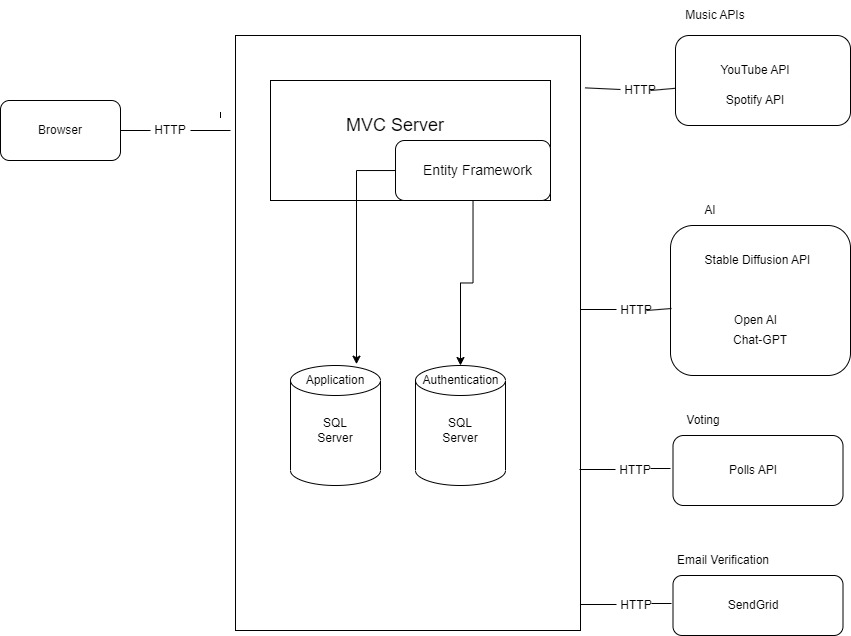 Music APIs
YouTube API
HTTP
Spotify API
MVC Server
Browser
HTTP
Entity Framework
AI
Stable Diffusion API
HTTP
Open AI
Chat-GPT
Application
Authentication
SQL
Server
SQL
Server
Voting
HTTP
Polls API
Email Verification
HTTP
SendGrid